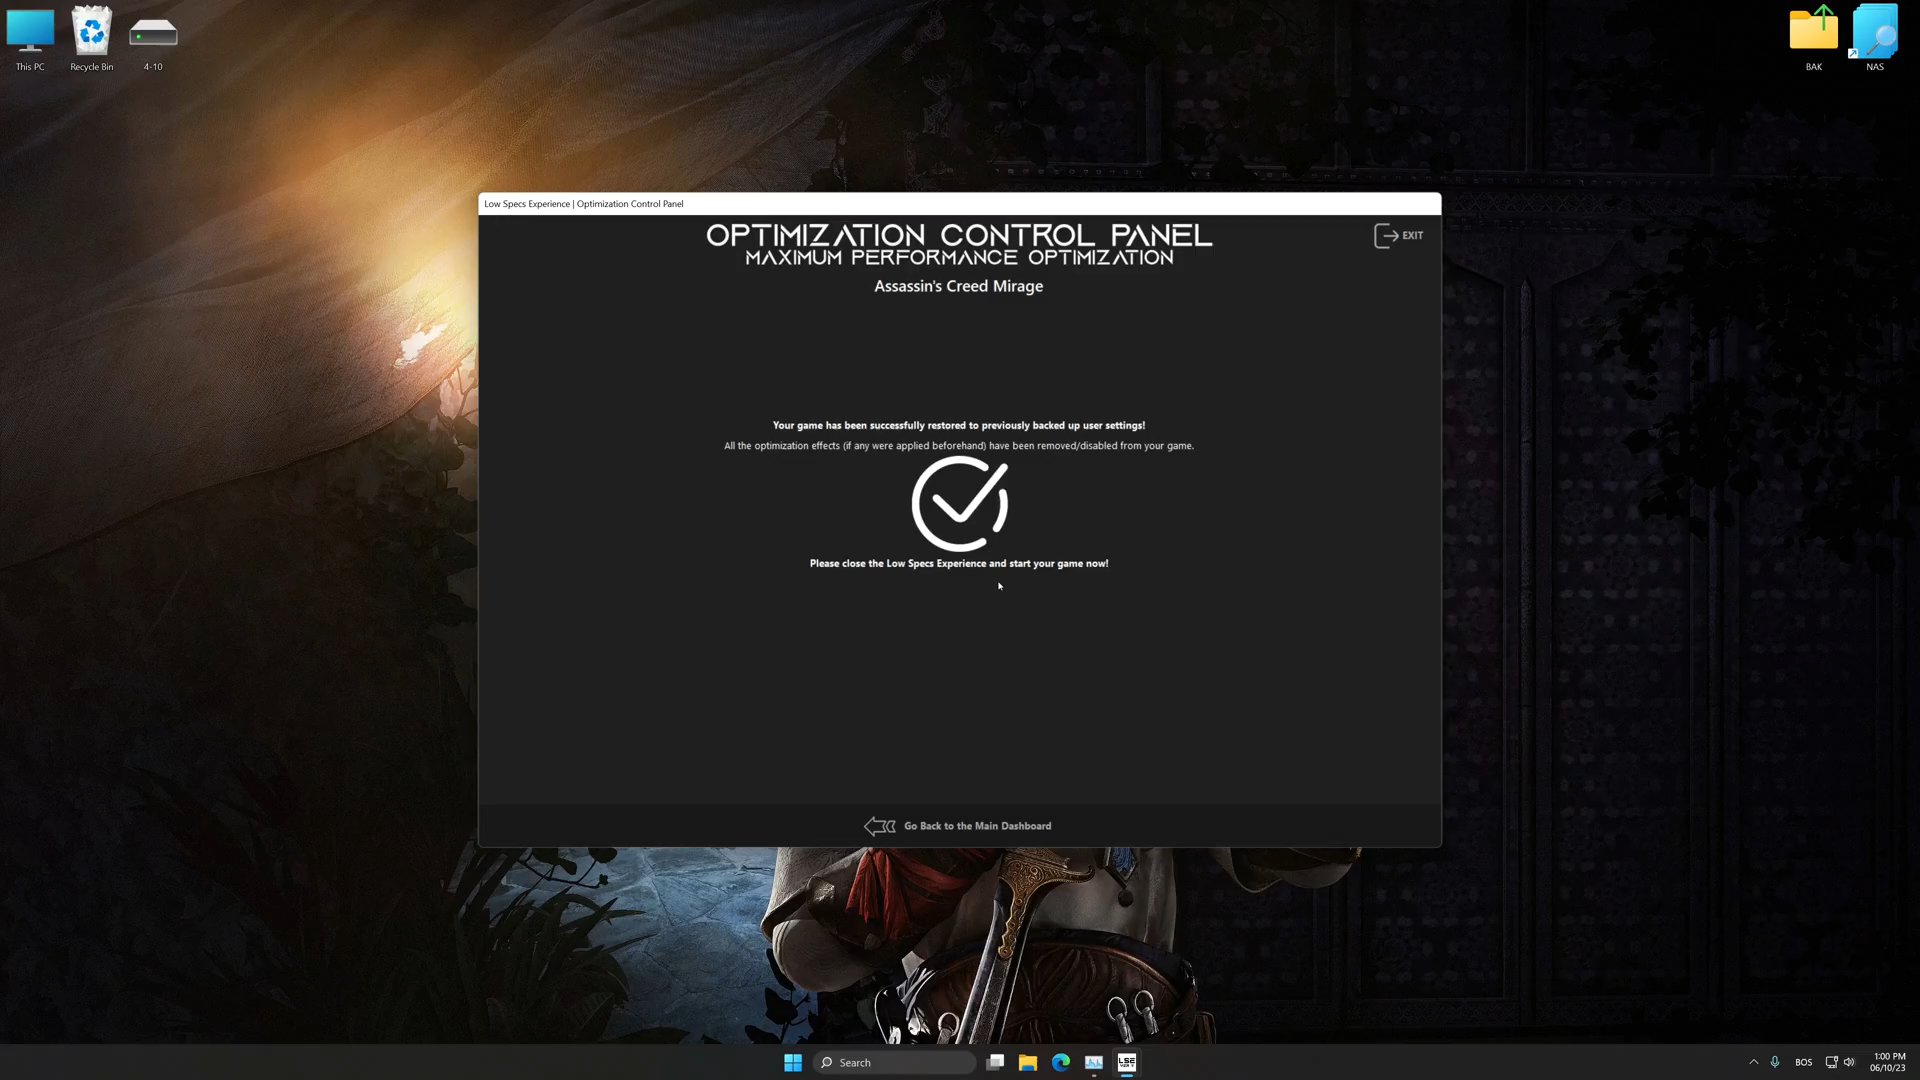 This PC
Recycle Bin
4-10
BAK
NAS
Low Specs Experience | Optimization Control Panel
OPTIMIZATION CONTROL PANEL
EXIT
MAXIMUM PERFORMANCE OPTIMIZATION
Assassin's Creed Mirage
Your game has been successfully restored to previously backed up user settings!
All the optimization effects (if any were applied beforehand) have been removed/disabled from your game.
Please close the Low Specs Experience and start your game now!
Go Back to the Main Dashboard
Search
LSE
BOS
1:00 PM
06/10/23